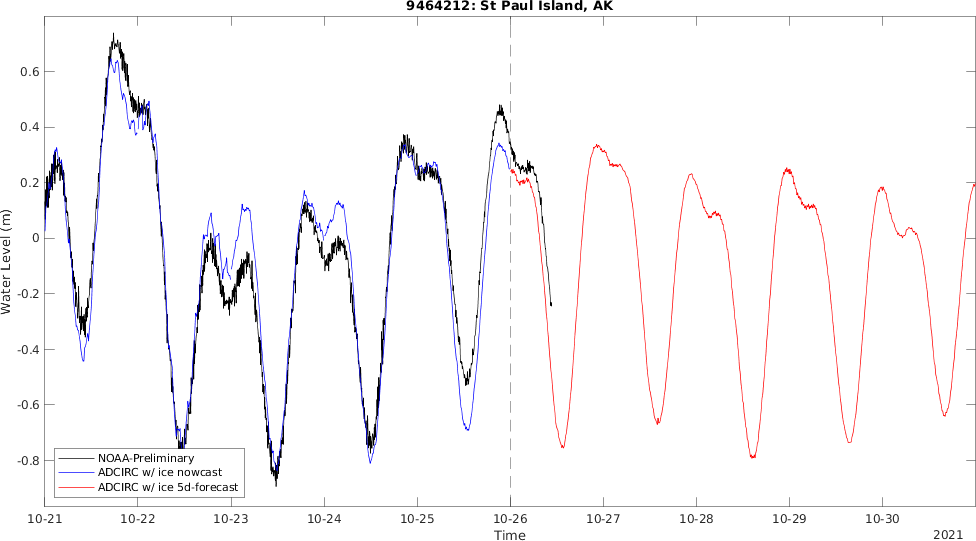 9464212: St Paul Island, AK
Water Level (m)
0.6
0.4
0.2
0
-0.2
-0.4
-0.6
-0.8
NOAA-Preliminary
ADCIRC w/ ice nowcast
ADCIRC w/ ice 5d-forecast
10-21 10-22 10-23 10-24 10-25 10-26 10-27 10-28 10-29 10-30
Time
2021